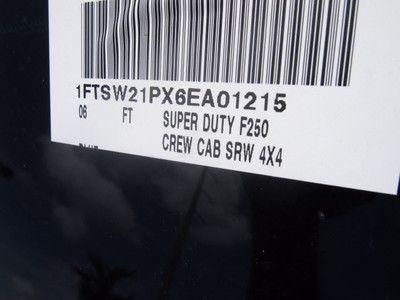 1FTSW21PX6EA01215
06 FT SUPER DUTY F250
CREW CAB SRW 4X4